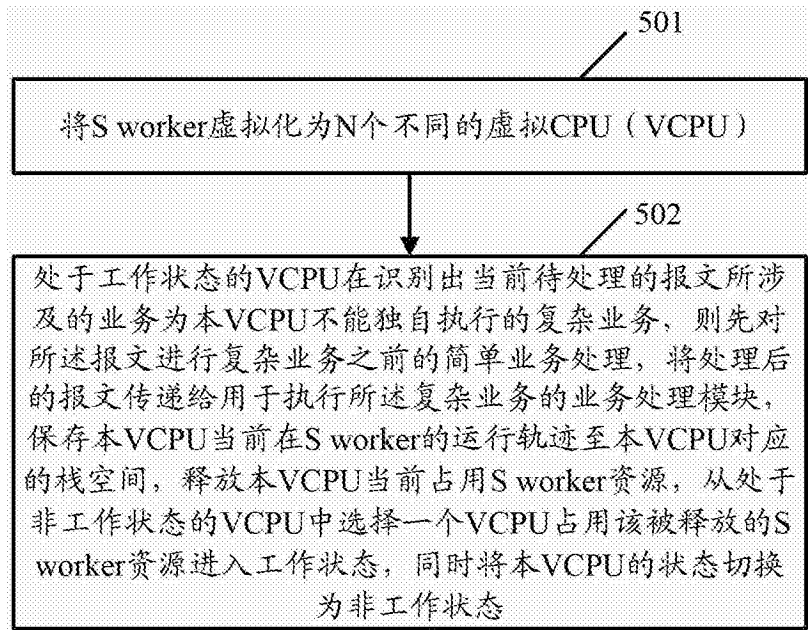 501
将S worker虚拟化为N个不同的虚拟CPU（VCPU）
502
处于工作状态的VCPU在识别出当前待处理的报文所涉
及的业务为本VCPU不能独自执行的复杂业务，则先对
所述报文进行复杂业务之前的简单业务处理，将处理后
的报文传递给用于执行所述复杂业务的业务处理模块，
保存本VCPU当前在S worker的运行轨迹至本VCPU对应
的栈空间，释放本VCPU当前占用S worker资源，从处于
非工作状态的VCPU中选择一个VCPU占用该被释放的S
worker资源进入工作状态，同时将本VCPU的状态切换
为非工作状态